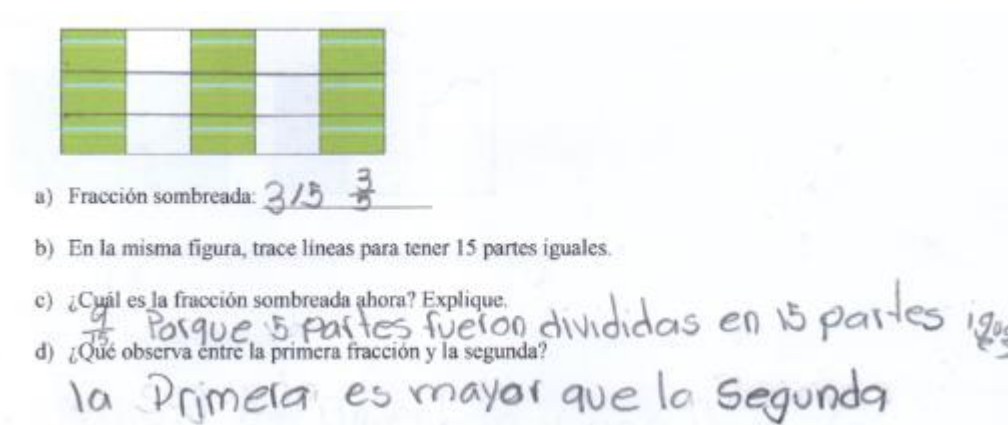 a) Fracción sombreada: 3/5 3/5
b) En la misma figura, trace líneas para tener 15 partes iguales.
c) ¿Cuál es la fracción sombreada ahora? Explique.
9/15 Porque 5 partes fueron divididas en 15 partes iguales
d) ¿Qué observa entre la primera fracción y la segunda?
la Primera es mayor que la Segunda